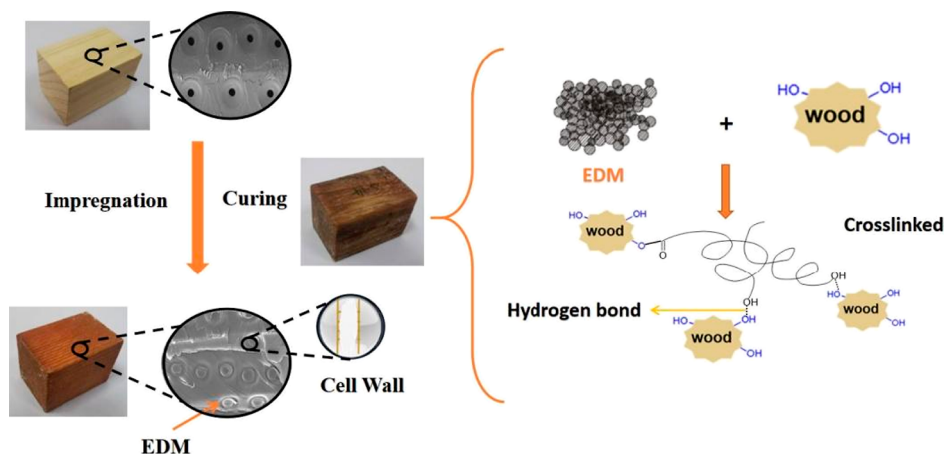 Impregnation
Curing
EDM
Cell Wall
EDM
+
HO
OH
OH
wood
Crosslinked
HO
OH
wood
O
O
OH
HO
OH
OH
wood
Hydrogen bond
OH
HO
OH
OH
wood